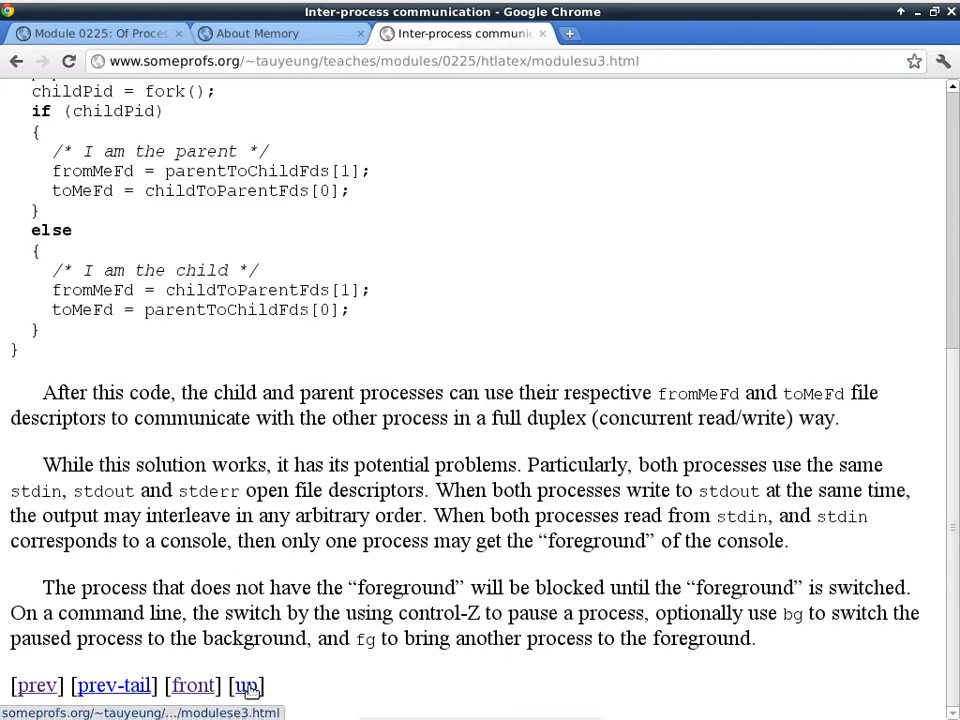 Inter-process communication - Google Chrome
Module 0225: Of Proces
About Memory
Inter-process communic
www.someprofs.org/~tauyeung/teaches/modules/0225/htlatex/modulesu3.html
childPid = fork();
if (childPid)
{
/* I am the parent */
fromMeFd = parentToChildFds[1];
toMeFd = childToParentFds[0];
}
else
{
/* I am the child */
fromMeFd = childToParentFds[1];
toMeFd = parentToChildFds[0];
}
}
After this code, the child and parent processes can use their respective fromMeFd and toMeFd file
descriptors to communicate with the other process in a full duplex (concurrent read/write) way.
While this solution works, it has its potential problems. Particularly, both processes use the same
stdin, stdout and stderr open file descriptors. When both processes write to stdout at the same time,
the output may interleave in any arbitrary order. When both processes read from stdin, and stdin
corresponds to a console, then only one process may get the “foreground” of the console.
The process that does not have the “foreground” will be blocked until the “foreground” is switched.
On a command line, the switch by the using control-Z to pause a process, optionally use bg to switch the
paused process to the background, and fg to bring another process to the foreground.
[prev] [prev-tail] [front] [up]
someprofs.org/~tauyeung/.../modulese3.html